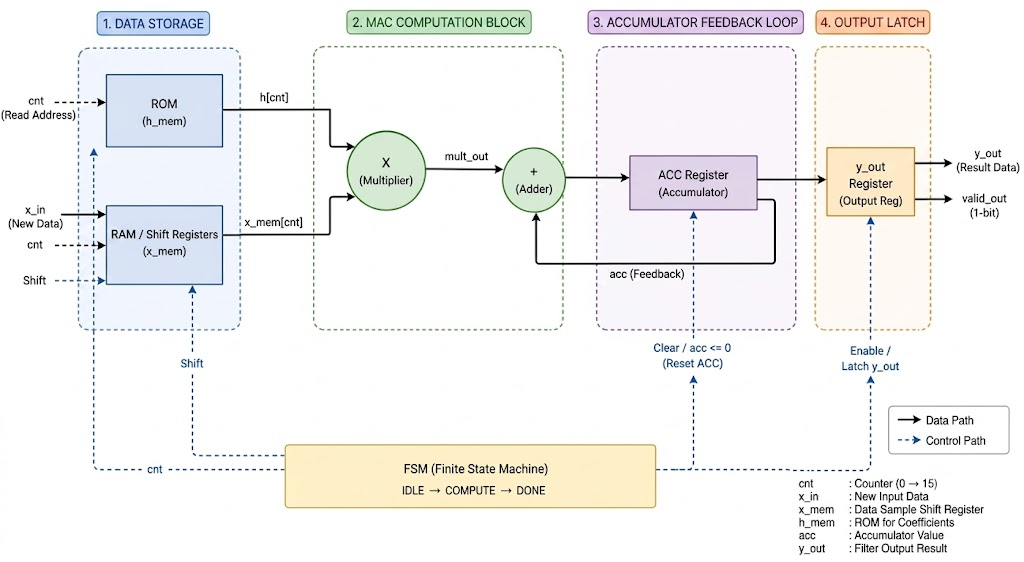 1. DATA STORAGE
2. MAC COMPUTATION BLOCK
3. ACCUMULATOR FEEDBACK LOOP
4. OUTPUT LATCH
cnt
(Read Address)
ROM
(h_mem)
h[cnt]
x_in
(New Data)
cnt
Shift
RAM / Shift Registers
(x_mem)
x_mem[cnt]
X
(Multiplier)
mult_out
+
(Adder)
ACC Register
(Accumulator)
acc (Feedback)
y_out
Register
(Output Reg)
y_out
(Result Data)
valid_out
(1-bit)
Shift
Clear / acc <= 0
(Reset ACC)
Enable /
Latch y_out
cnt
FSM (Finite State Machine)
IDLE → COMPUTE → DONE
Data Path
Control Path
cnt : Counter (0 → 15)
x_in : New Input Data
x_mem : Data Sample Shift Register
h_mem : ROM for Coefficients
acc : Accumulator Value
y_out : Filter Output Result